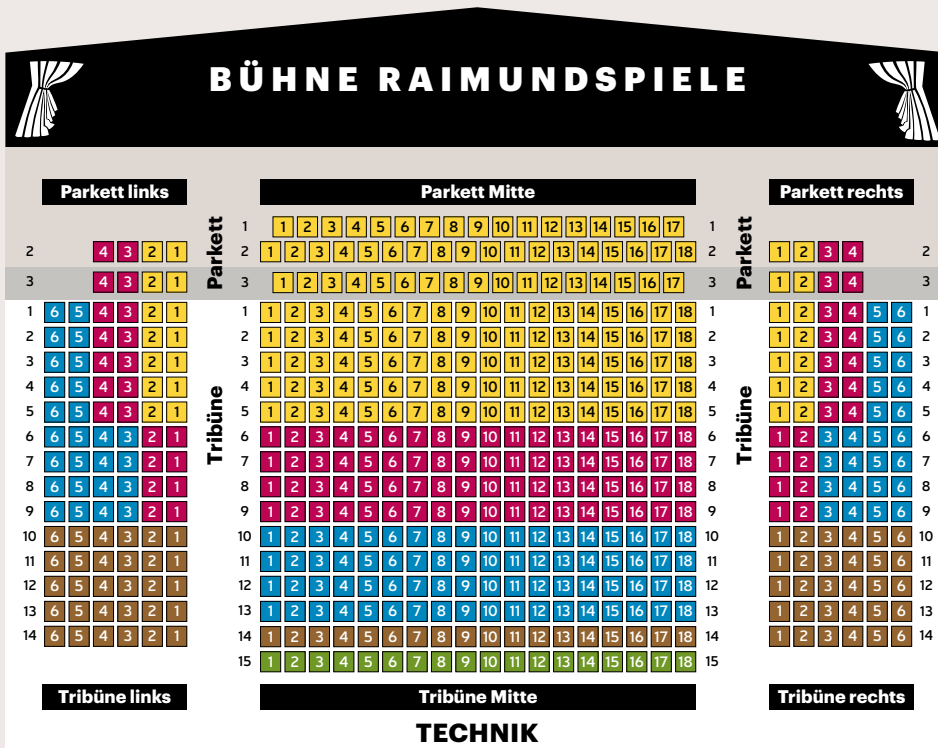 BÜHNE RAIMUNDSPIELE
Parkett links Parkett Mitte Parkett rechts
Parkett Parkett
1 1 2 3 4 5 6 7 8 9 10 11 12 13 14 15 16 17 1
2 4 3 2 1 2 1 2 3 4 5 6 7 8 9 10 11 12 13 14 15 16 17 18 2 1 2 3 4 2
3 4 3 2 1 3 1 2 3 4 5 6 7 8 9 10 11 12 13 14 15 16 17 3 1 2 3 4 3
Tribüne Tribüne
1 6 5 4 3 2 1 1 1 2 3 4 5 6 7 8 9 10 11 12 13 14 15 16 17 18 1 1 2 3 4 5 6 1
2 6 5 4 3 2 1 2 1 2 3 4 5 6 7 8 9 10 11 12 13 14 15 16 17 18 2 1 2 3 4 5 6 2
3 6 5 4 3 2 1 3 1 2 3 4 5 6 7 8 9 10 11 12 13 14 15 16 17 18 3 1 2 3 4 5 6 3
4 6 5 4 3 2 1 4 1 2 3 4 5 6 7 8 9 10 11 12 13 14 15 16 17 18 4 1 2 3 4 5 6 4
5 6 5 4 3 2 1 5 1 2 3 4 5 6 7 8 9 10 11 12 13 14 15 16 17 18 5 1 2 3 4 5 6 5
6 6 5 4 3 2 1 6 1 2 3 4 5 6 7 8 9 10 11 12 13 14 15 16 17 18 6 1 2 3 4 5 6 6
7 6 5 4 3 2 1 7 1 2 3 4 5 6 7 8 9 10 11 12 13 14 15 16 17 18 7 1 2 3 4 5 6 7
8 6 5 4 3 2 1 8 1 2 3 4 5 6 7 8 9 10 11 12 13 14 15 16 17 18 8 1 2 3 4 5 6 8
9 6 5 4 3 2 1 9 1 2 3 4 5 6 7 8 9 10 11 12 13 14 15 16 17 18 9 1 2 3 4 5 6 9
10 6 5 4 3 2 1 10 1 2 3 4 5 6 7 8 9 10 11 12 13 14 15 16 17 18 10 1 2 3 4 5 6 10
11 6 5 4 3 2 1 11 1 2 3 4 5 6 7 8 9 10 11 12 13 14 15 16 17 18 11 1 2 3 4 5 6 11
12 6 5 4 3 2 1 12 1 2 3 4 5 6 7 8 9 10 11 12 13 14 15 16 17 18 12 1 2 3 4 5 6 12
13 6 5 4 3 2 1 13 1 2 3 4 5 6 7 8 9 10 11 12 13 14 15 16 17 18 13 1 2 3 4 5 6 13
14 6 5 4 3 2 1 14 1 2 3 4 5 6 7 8 9 10 11 12 13 14 15 16 17 18 14 1 2 3 4 5 6 14
15 1 2 3 4 5 6 7 8 9 10 11 12 13 14 15 16 17 18 15
Tribüne links Tribüne Mitte Tribüne rechts
TECHNIK